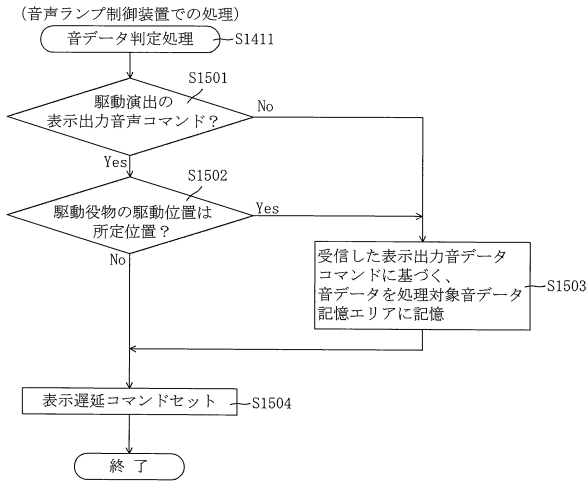 (音声ランプ制御装置での処理)
音データ判定処理
S1411
S1501
駆動演出の
表示出力音声コマンド?
No
Yes
S1502
駆動役物の駆動位置は
所定位置?
Yes
No
受信した表示出力音データ
コマンドに基づく、
音データを処理対象音データ
記憶エリアに記憶
S1503
表示遅延コマンドセット
S1504
終 了